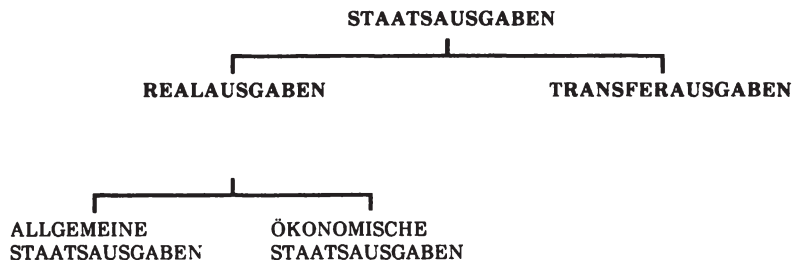 STAATSAUSGABEN
REALAUSGABEN TRANSFERAUSGABEN
ALLGEMEINE ÖKONOMISCHE
STAATSAUSGABEN STAATSAUSGABEN